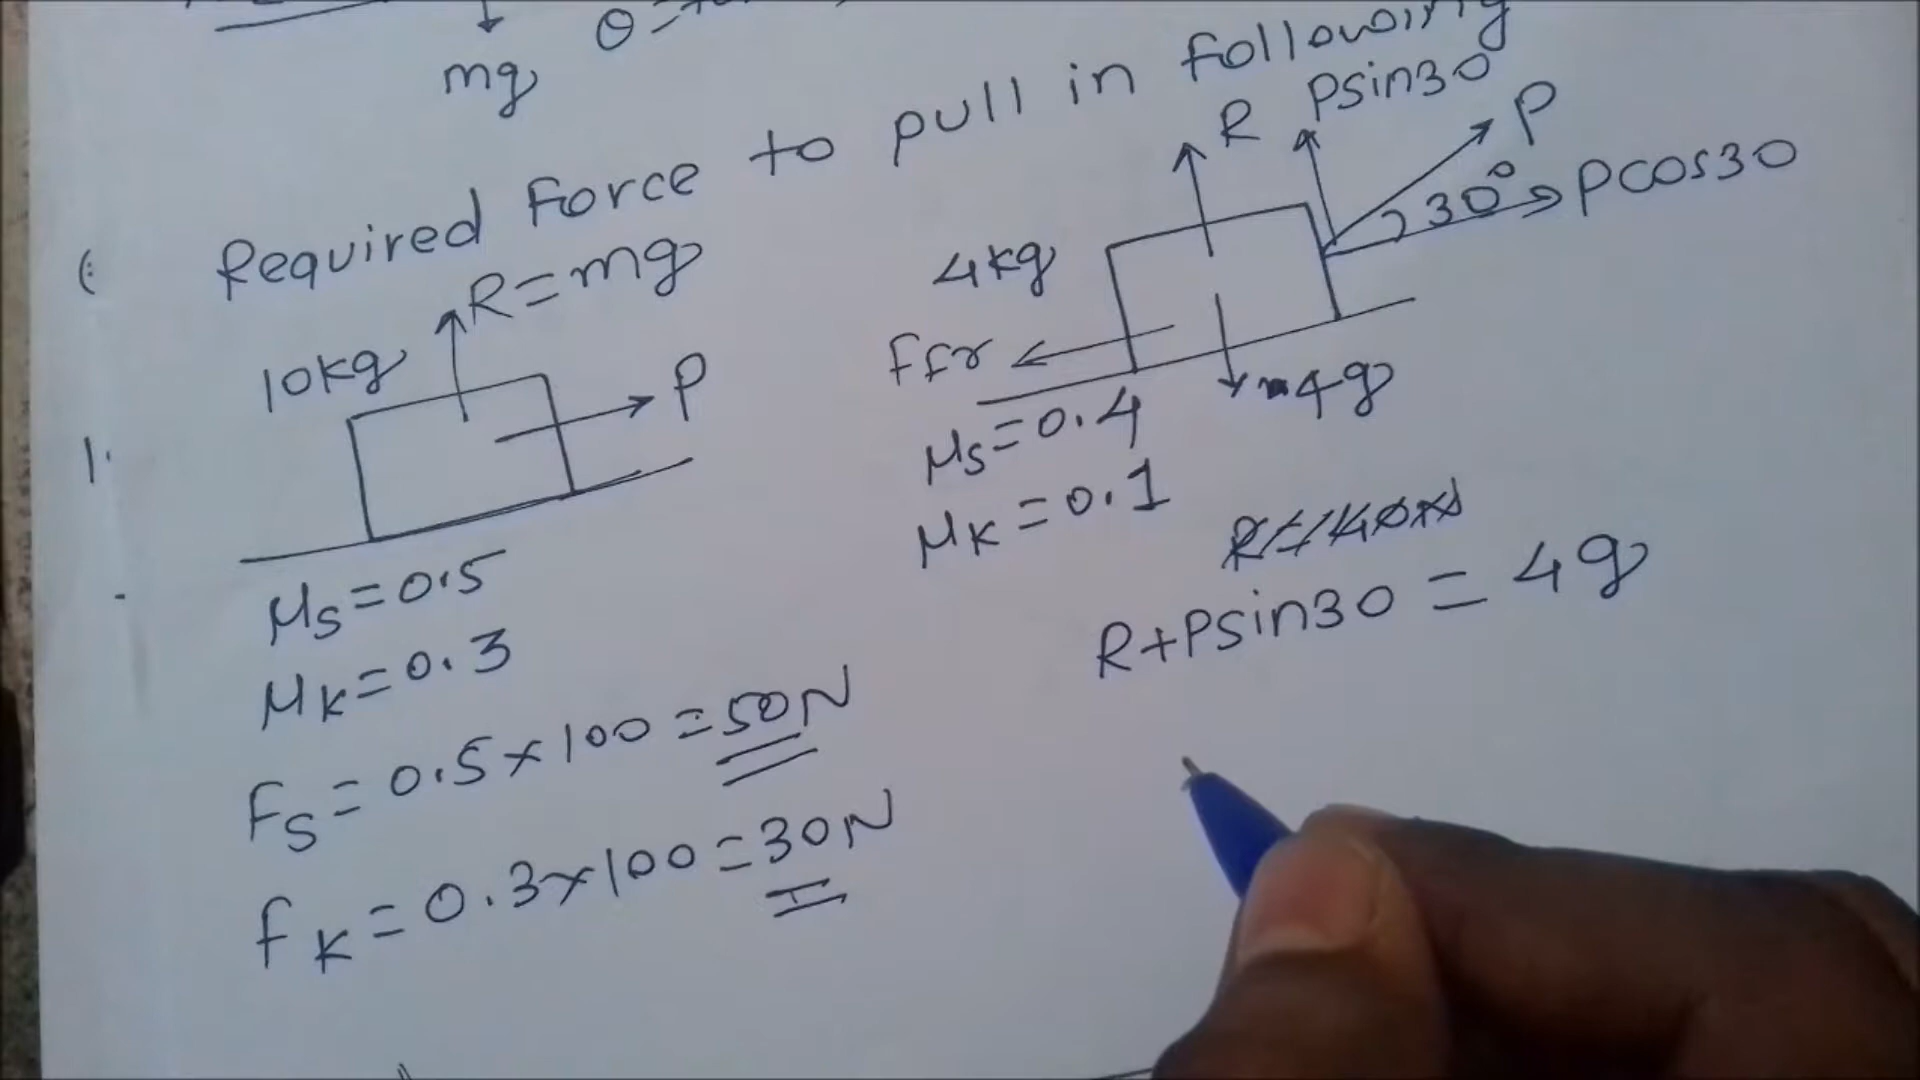 mg
Required Force to pull in following
10kg
R=mg
P
μs=0.5
μK=0.3
Fs=0.5×100=50N
fK=0.3×100=30N
1.
R
Psin30
P
30°
Pcos30
4kg
Ffr
4g
μs=0.4
μK=0.1
R+Psin30=4g